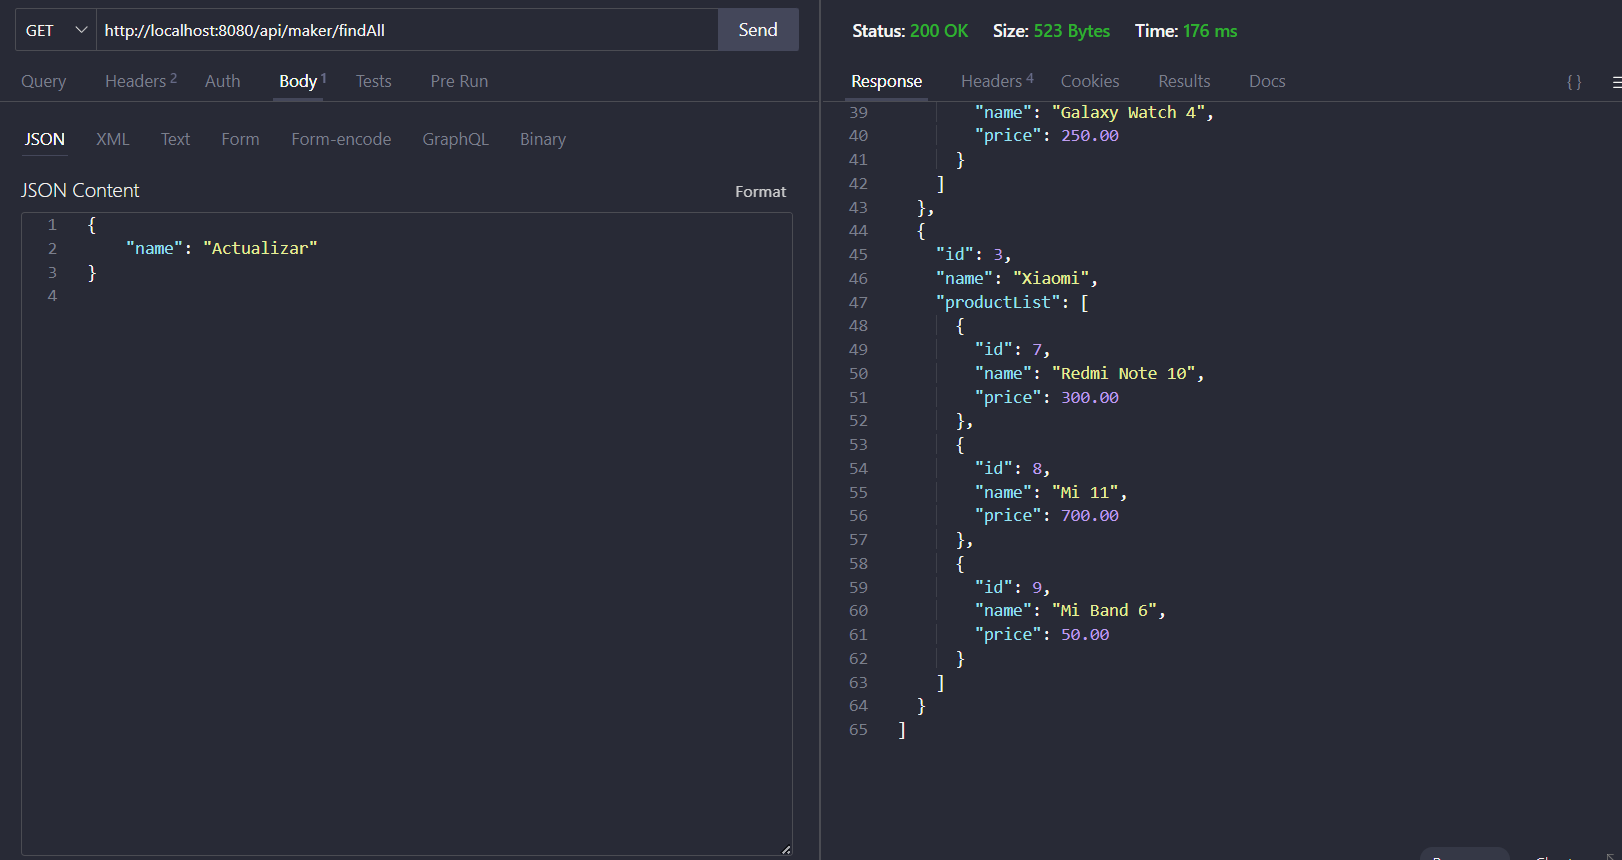 GET http://localhost:8080/api/maker/findAll Send
Query Headers 2 Auth Body 1 Tests Pre Run
JSON XML Text Form Form-encode GraphQL Binary
JSON Content Format
1 {
2 "name": "Actualizar"
3 }
4
Status: 200 OK Size: 523 Bytes Time: 176 ms
Response Headers 4 Cookies Results Docs { }
39 "name": "Galaxy Watch 4",
40 "price": 250.00
41 }
42 ]
43 },
44 {
45 "id": 3,
46 "name": "Xiaomi",
47 "productList": [
48 {
49 "id": 7,
50 "name": "Redmi Note 10",
51 "price": 300.00
52 },
53 {
54 "id": 8,
55 "name": "Mi 11",
56 "price": 700.00
57 },
58 {
59 "id": 9,
60 "name": "Mi Band 6",
61 "price": 50.00
62 }
63 ]
64 }
65 ]